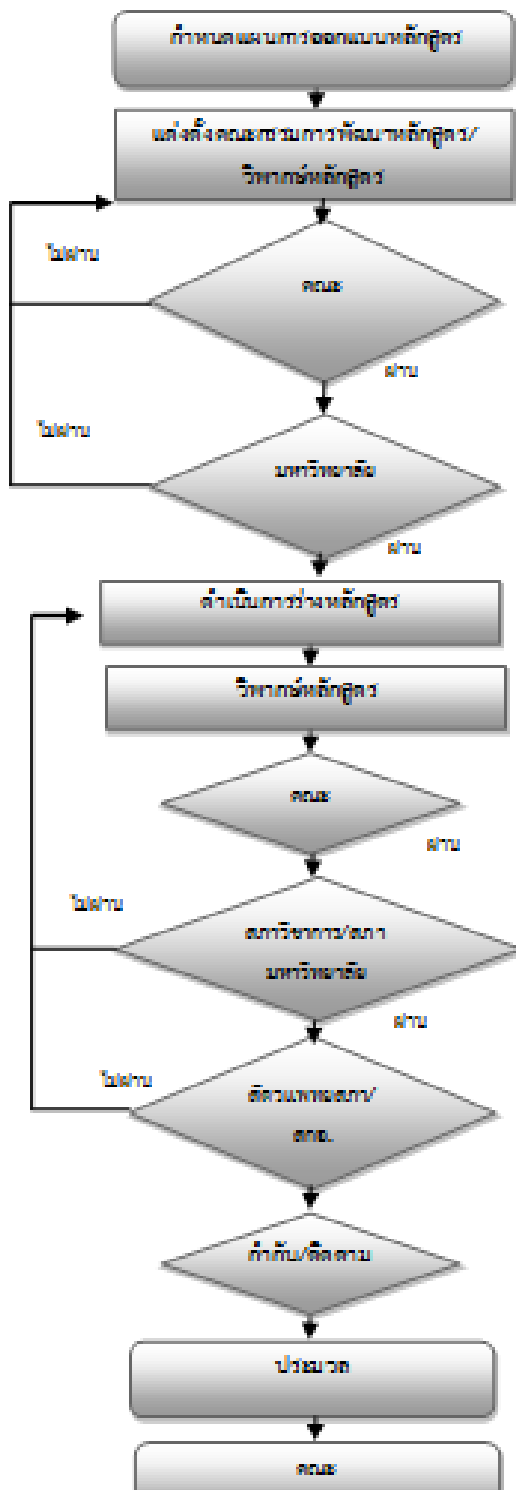 กำหนดแผนการออกแบบหลักสูตร
แต่งตั้งคณะกรรมการพัฒนาหลักสูตร/
วิพากษ์หลักสูตร
ไม่ผ่าน
คณะ
ผ่าน
ไม่ผ่าน
มหาวิทยาลัย
ผ่าน
ดำเนินการร่างหลักสูตร
วิพากษ์หลักสูตร
คณะ
ผ่าน
ไม่ผ่าน
สภาวิชาการ/สภา
มหาวิทยาลัย
ผ่าน
ไม่ผ่าน
สัตวแพทยสภา/
สกอ.
กำกับ/ติดตาม
ประมวล
คณะ